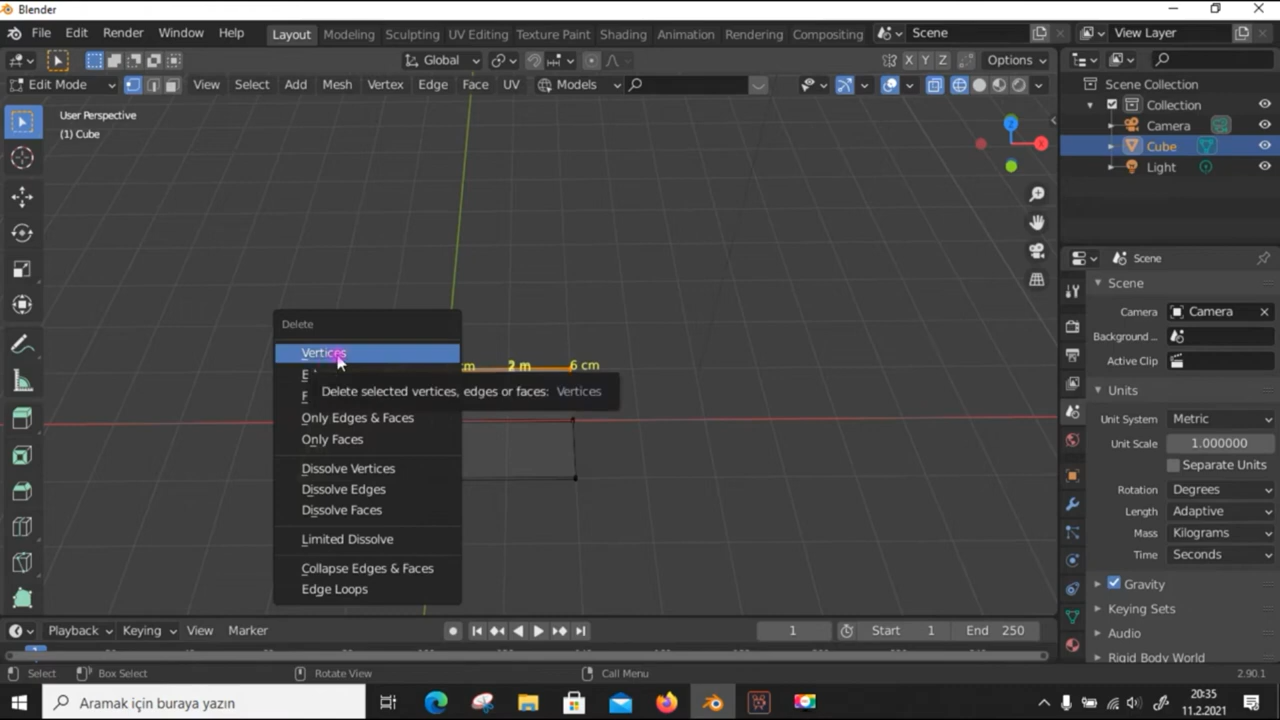 Blender
File Edit Render Window Help Layout Modeling Sculpting UV Editing Texture Paint Shading Animation Rendering Compositing Scene View Layer
Global X Y Z Options
Edit Mode View Select Add Mesh Vertex Edge Face UV Models
User Perspective
(1) Cube
Z
X
Scene Collection
Collection
Camera
Cube
Light
Scene
Scene
Camera Camera
Background ...
Active Clip
Units
Unit System Metric
Unit Scale 1.000000
Separate Units
Rotation Degrees
Length Adaptive
Mass Kilograms
Time Seconds
Gravity
Keying Sets
Audio
Rigid Body World
Delete
Vertices
E
F
Only Edges & Faces
Only Faces
Dissolve Vertices
Dissolve Edges
Dissolve Faces
Limited Dissolve
Collapse Edges & Faces
Edge Loops
m 2 m 6 cm
Delete selected vertices, edges or faces: Vertices
Playback Keying View Marker 1 Start 1 End 250
Select Box Select Rotate View Call Menu 2.90.1
Aramak için buraya yazın
20:35
11.2.2021